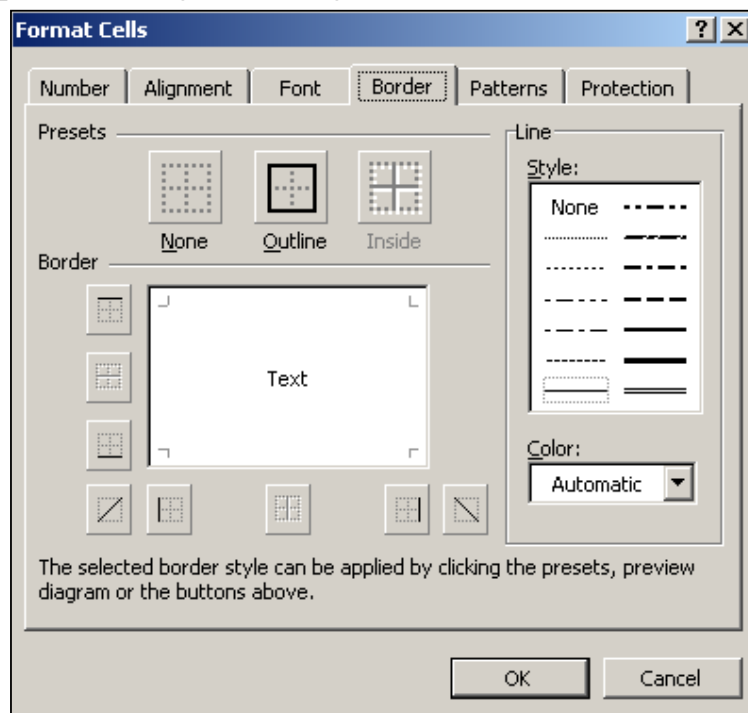 Format Cells
Number Alignment Font Border Patterns Protection
Presets
None Outline Inside
Border
Text
Line
Style:
None
Color:
Automatic
The selected border style can be applied by clicking the presets, preview
diagram or the buttons above.
OK Cancel